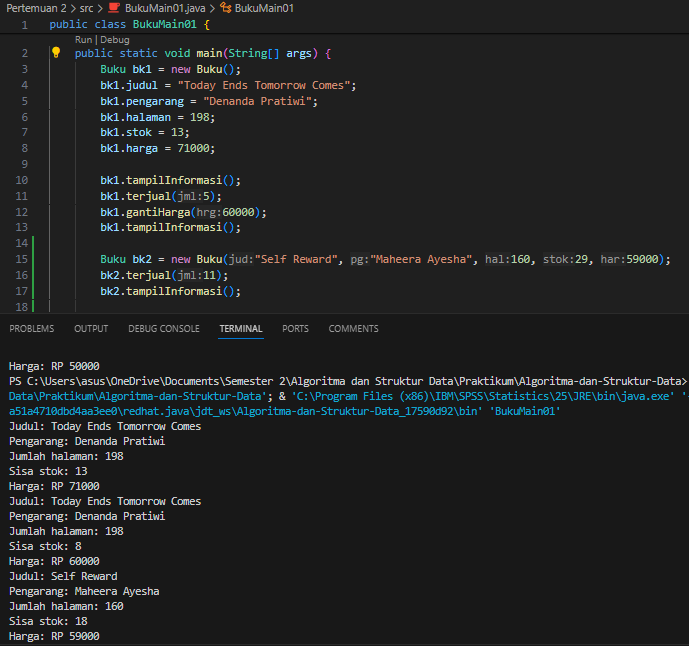 Pertemuan 2 > src > BukuMain01.java > BukuMain01
1 public class BukuMain01 {
Run | Debug
2 public static void main(String[] args) {
3 Buku bk1 = new Buku();
4 bk1.judul = "Today Ends Tomorrow Comes";
5 bk1.pengarang = "Denanda Pratiwi";
6 bk1.halaman = 198;
7 bk1.stok = 13;
8 bk1.harga = 71000;
9
10 bk1.tampilInformasi();
11 bk1.terjual(jml:5);
12 bk1.gantiHarga(hrg:60000);
13 bk1.tampilInformasi();
14
15 Buku bk2 = new Buku(jud:"Self Reward", pg:"Maheera Ayesha", hal:160, stok:29, har:59000);
16 bk2.terjual(jml:11);
17 bk2.tampilInformasi();
18
PROBLEMS OUTPUT DEBUG CONSOLE TERMINAL PORTS COMMENTS
Harga: RP 50000
PS C:\Users\asus\OneDrive\Documents\Semester 2\Algoritma dan Struktur Data\Praktikum\Algoritma-dan-Struktur-Data>
Data\Praktikum\Algoritma-dan-Struktur-Data'; & 'C:\Program Files (x86)\IBM\SPSS\Statistics\25\JRE\bin\java.exe' '-
a51a4710dbd4aa3ee0\redhat.java\jdt_ws\Algoritma-dan-Struktur-Data_17590d92\bin' 'BukuMain01'
Judul: Today Ends Tomorrow Comes
Pengarang: Denanda Pratiwi
Jumlah halaman: 198
Sisa stok: 13
Harga: RP 71000
Judul: Today Ends Tomorrow Comes
Pengarang: Denanda Pratiwi
Jumlah halaman: 198
Sisa stok: 8
Harga: RP 60000
Judul: Self Reward
Pengarang: Maheera Ayesha
Jumlah halaman: 160
Sisa stok: 18
Harga: RP 59000